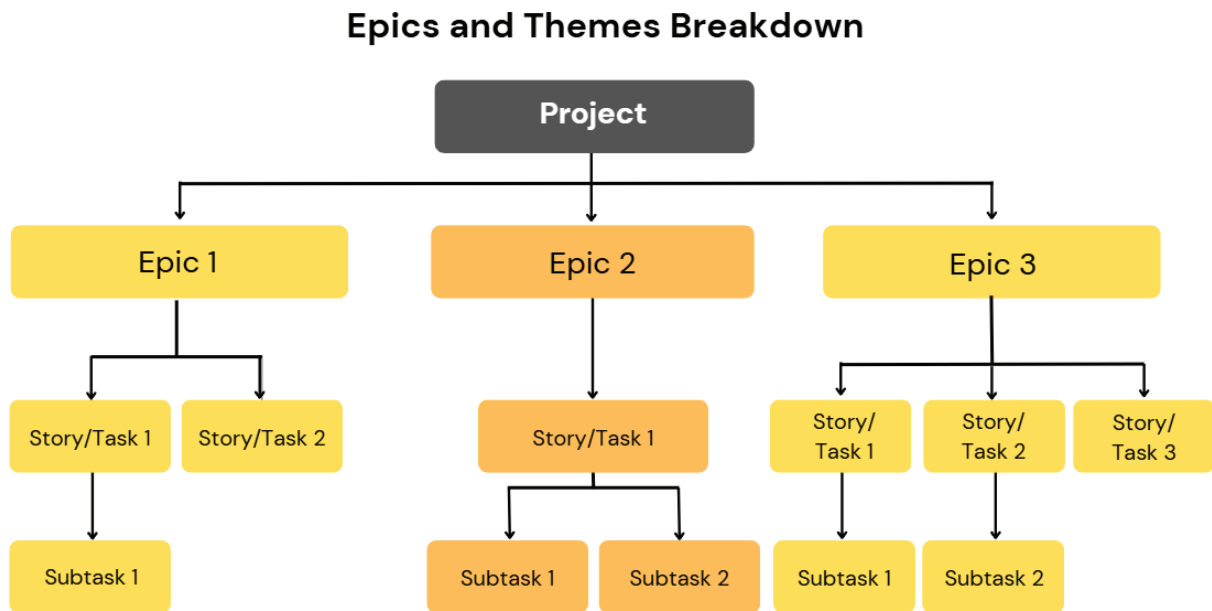 Epics and Themes Breakdown
Project
Epic 1
Epic 2
Epic 3
Story/Task 1
Story/Task 2
Story/Task 1
Story/
Task 1
Story/
Task 2
Story/
Task 3
Subtask 1
Subtask 1
Subtask 2
Subtask 1
Subtask 2